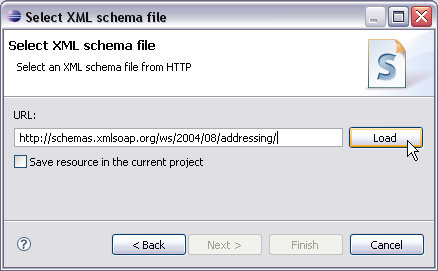 Select XML schema file
Select XML schema file
Select an XML schema file from HTTP
S
URL:
http://schemas.xmlsoap.org/ws/2004/08/addressing/
Load
Save resource in the current project
?
< Back
Next >
Finish
Cancel